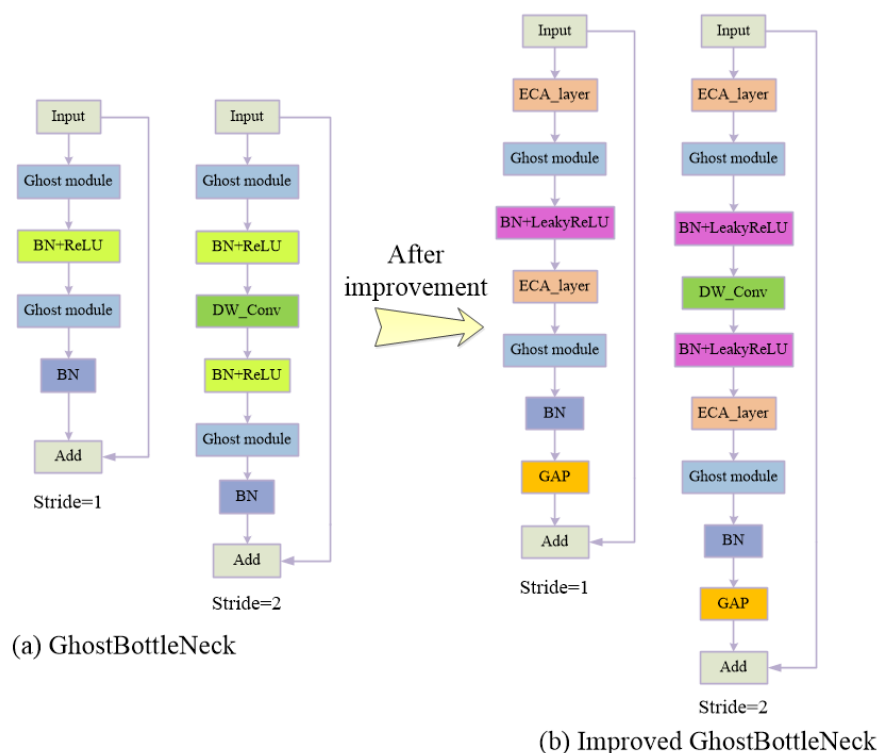 Input
Ghost module
BN+ReLU
Ghost module
BN
Add
Stride=1
Input
Ghost module
BN+ReLU
DW_Conv
BN+ReLU
Ghost module
BN
Add
Stride=2
(a) GhostBottleNeck
After
improvement
Input
ECA_layer
Ghost module
BN+LeakyReLU
ECA_layer
Ghost module
BN
GAP
Add
Stride=1
Input
ECA_layer
Ghost module
BN+LeakyReLU
DW_Conv
BN+LeakyReLU
ECA_layer
Ghost module
BN
GAP
Add
Stride=2
(b) Improved GhostBottleNeck